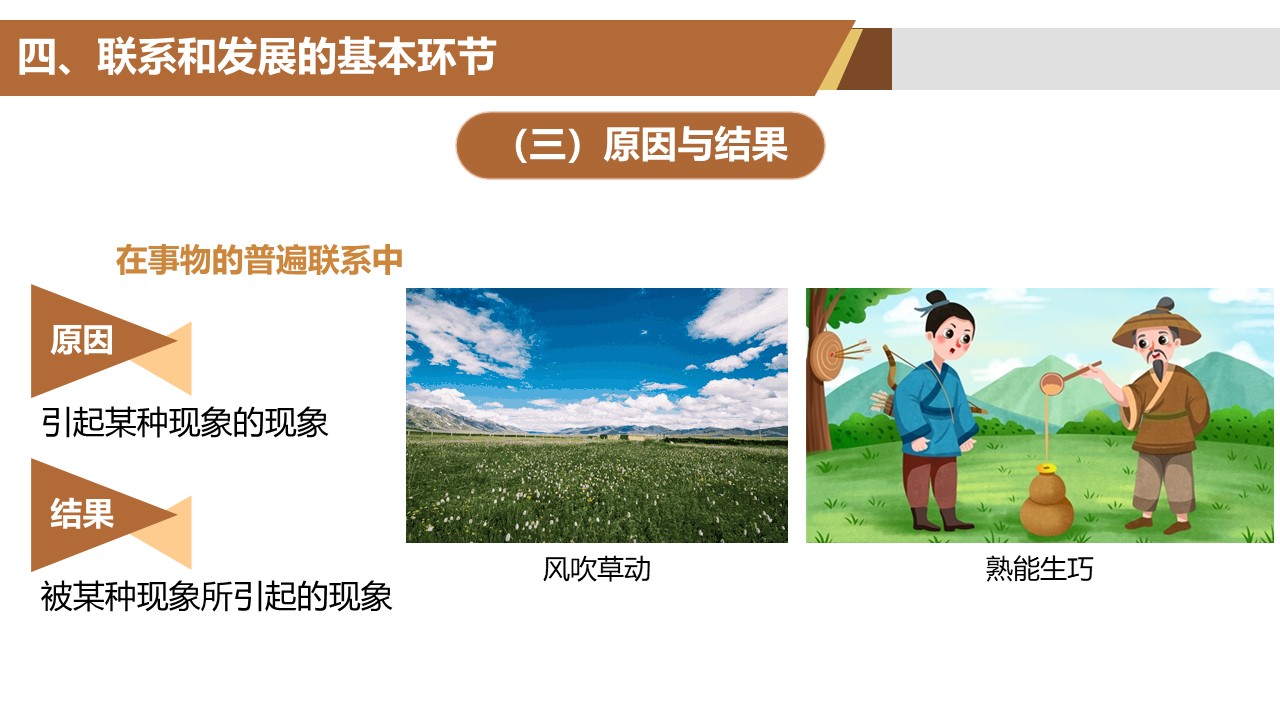 四、联系和发展的基本环节
（三）原因与结果
在事物的普遍联系中
原因
引起某种现象的现象
结果
被某种现象所引起的现象
风吹草动
熟能生巧